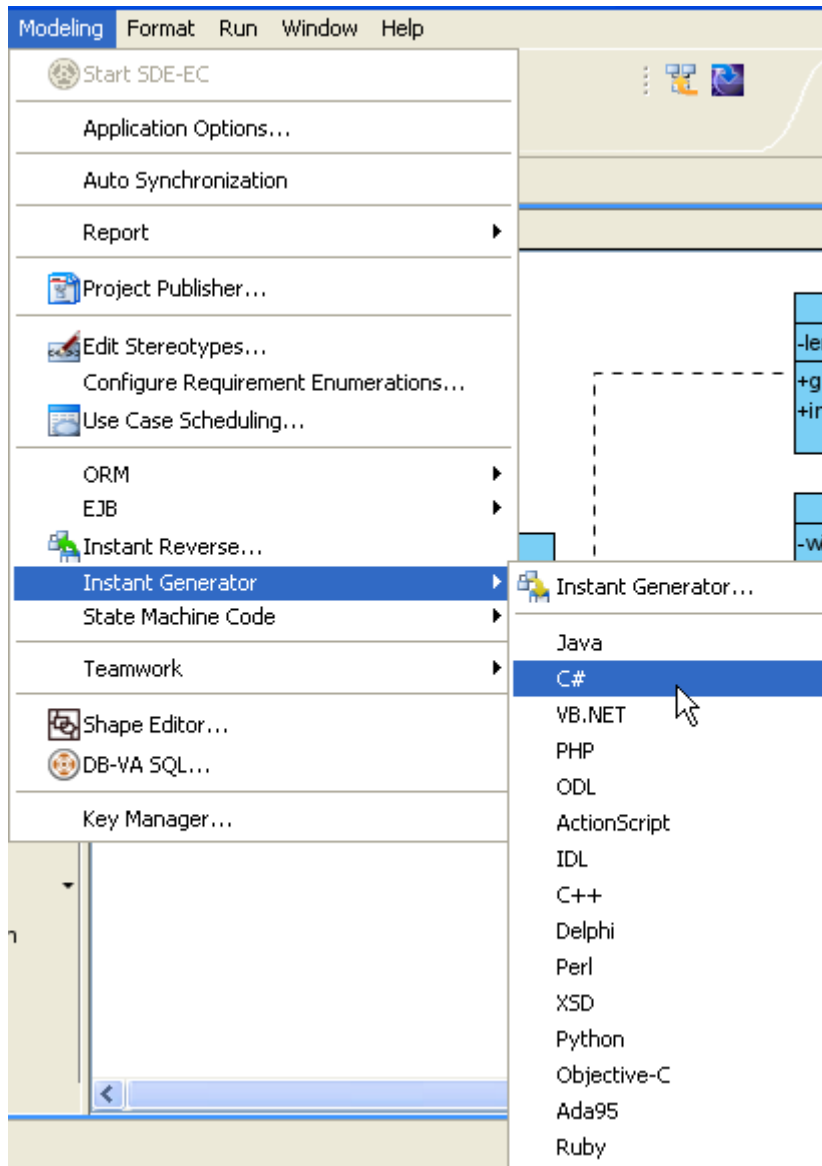 Modeling Format Run Window Help
Start SDE-EC
Application Options...
Auto Synchronization
Report
Project Publisher...
Edit Stereotypes...
Configure Requirement Enumerations...
Use Case Scheduling...
ORM
EJB
Instant Reverse...
Instant Generator
State Machine Code
Teamwork
Shape Editor...
DB-VA SQL...
Key Manager...
Instant Generator...
Java
C#
VB.NET
PHP
ODL
ActionScript
IDL
C++
Delphi
Perl
XSD
Python
Objective-C
Ada95
Ruby